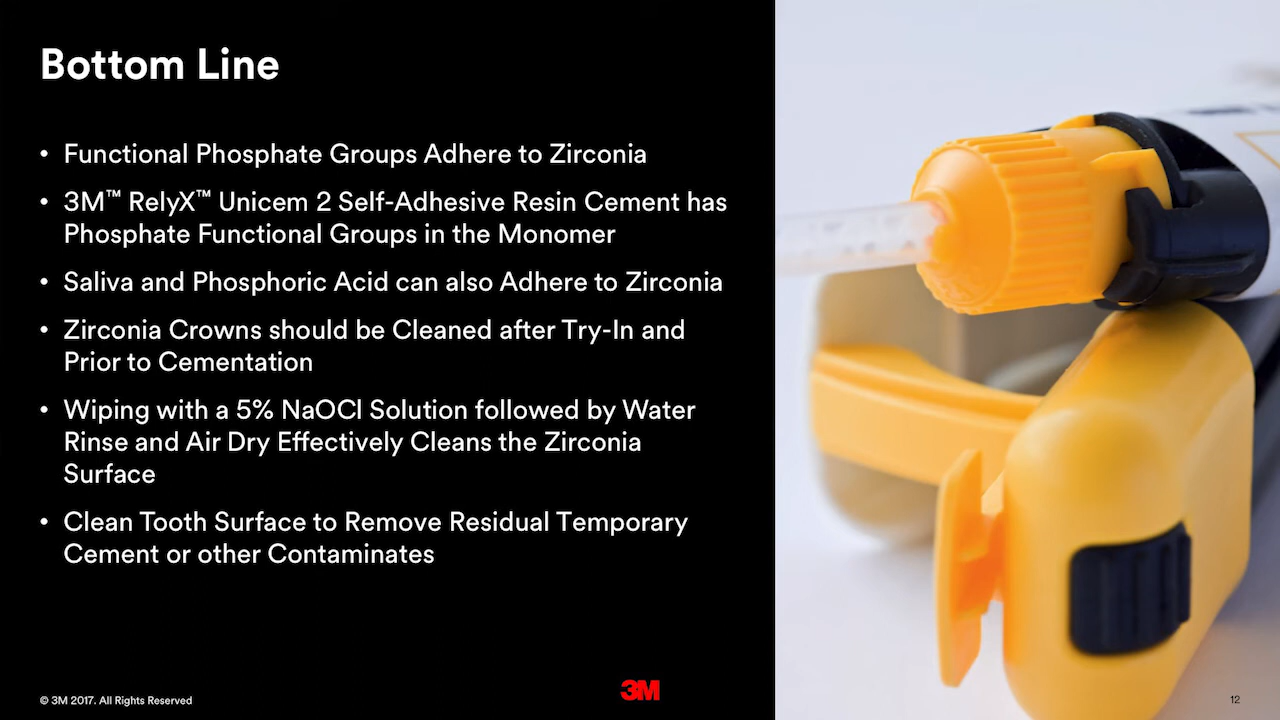 Bottom Line
• Functional Phosphate Groups Adhere to Zirconia
• 3M™ RelyX™ Unicem 2 Self-Adhesive Resin Cement has
Phosphate Functional Groups in the Monomer
• Saliva and Phosphoric Acid can also Adhere to Zirconia
• Zirconia Crowns should be Cleaned after Try-In and
Prior to Cementation
• Wiping with a 5% NaOCl Solution followed by Water
Rinse and Air Dry Effectively Cleans the Zirconia
Surface
• Clean Tooth Surface to Remove Residual Temporary
Cement or other Contaminates
© 3M 2017. All Rights Reserved
3M
12